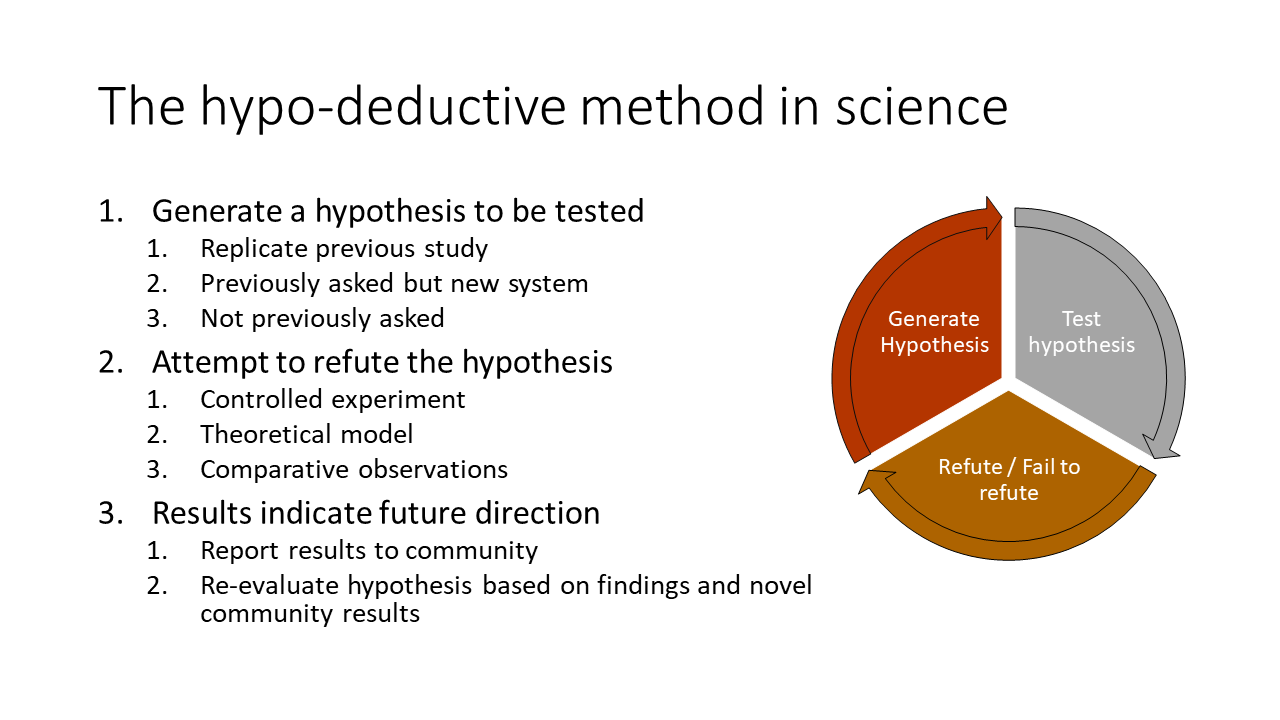 The hypo-deductive method in science
1. Generate a hypothesis to be tested
1. Replicate previous study
2. Previously asked but new system
3. Not previously asked
2. Attempt to refute the hypothesis
1. Controlled experiment
2. Theoretical model
3. Comparative observations
3. Results indicate future direction
1. Report results to community
2. Re-evaluate hypothesis based on findings and novel
community results
Generate
Hypothesis
Test
hypothesis
Refute / Fail to
refute